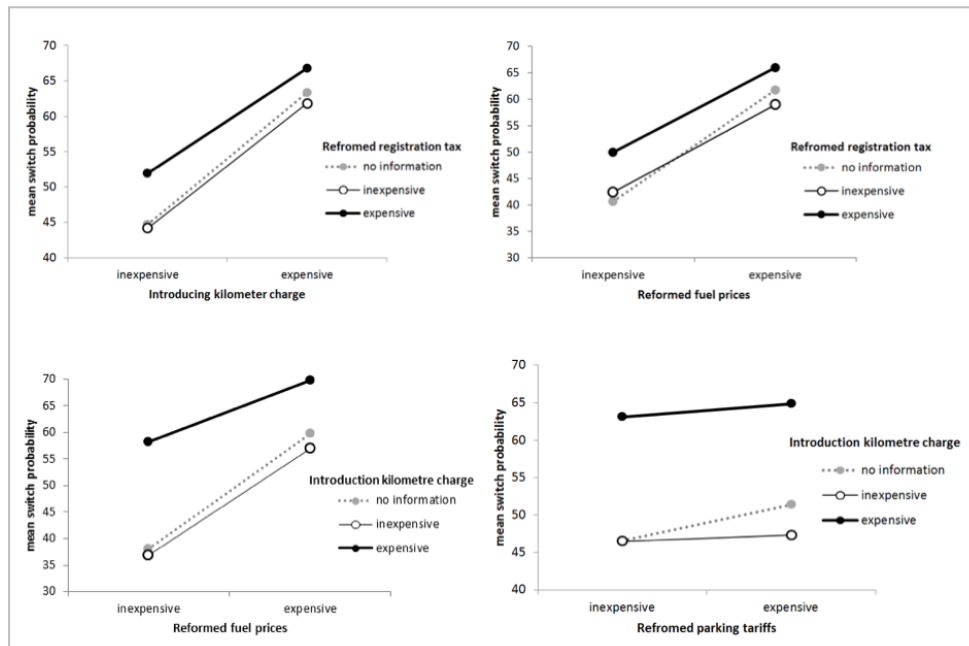 70
65
60
55
50
45
40
mean switch probability
inexpensive
expensive
Introducing kilometer charge
Refromed registration tax
no information
inexpensive
expensive
70
65
60
55
50
45
40
35
30
mean switch probability
inexpensive
expensive
Reformed fuel prices
Refromed registration tax
no information
inexpensive
expensive
70
65
60
55
50
45
40
35
30
mean switch probability
inexpensive
expensive
Reformed fuel prices
Introduction kilometre charge
no information
inexpensive
expensive
70
65
60
55
50
45
40
mean switch probability
inexpensive
expensive
Refromed parking tariffs
Introduction kilometre charge
no information
inexpensive
expensive